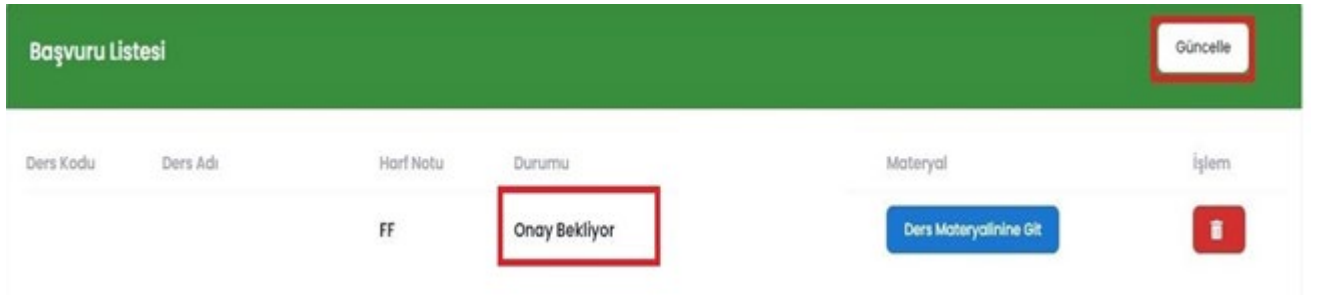 Başvuru Listesi
Güncelle
Ders Kodu Ders Adı Harf Notu Durumu Materyal İşlem
FF Onay Bekliyor Ders Materyalinine Git